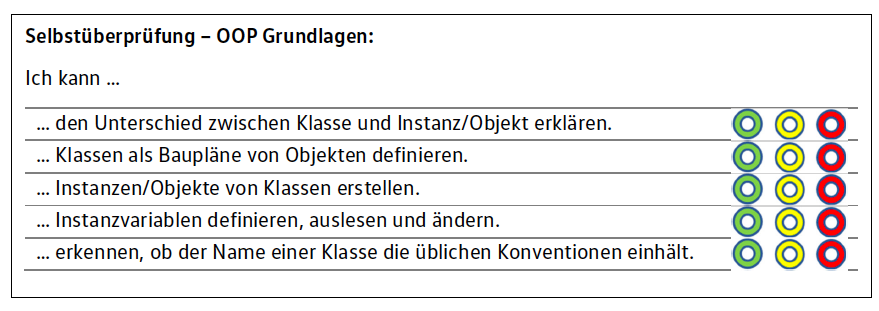 Selbstüberprüfung – OOP Grundlagen:
Ich kann …
… den Unterschied zwischen Klasse und Instanz/Objekt erklären.
… Klassen als Baupläne von Objekten definieren.
… Instanzen/Objekte von Klassen erstellen.
… Instanzvariablen definieren, auslesen und ändern.
… erkennen, ob der Name einer Klasse die üblichen Konventionen einhält.